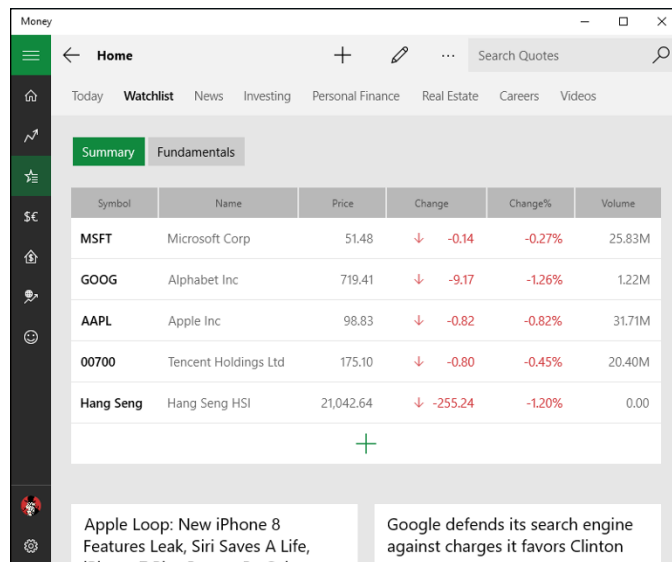 Money
Home
Search Quotes
Today Watchlist News Investing Personal Finance Real Estate Careers Videos
Summary Fundamentals
Symbol Name Price Change Change% Volume
MSFT Microsoft Corp 51.48 ↓ -0.14 -0.27% 25.83M
GOOG Alphabet Inc 719.41 ↓ -9.17 -1.26% 1.22M
AAPL Apple Inc 98.83 ↓ -0.82 -0.82% 31.71M
00700 Tencent Holdings Ltd 175.10 ↓ -0.80 -0.45% 20.40M
Hang Seng Hang Seng HSI 21,042.64 ↓ -255.24 -1.20% 0.00
$€
Apple Loop: New iPhone 8
Features Leak, Siri Saves A Life,
Google defends its search engine
against charges it favors Clinton